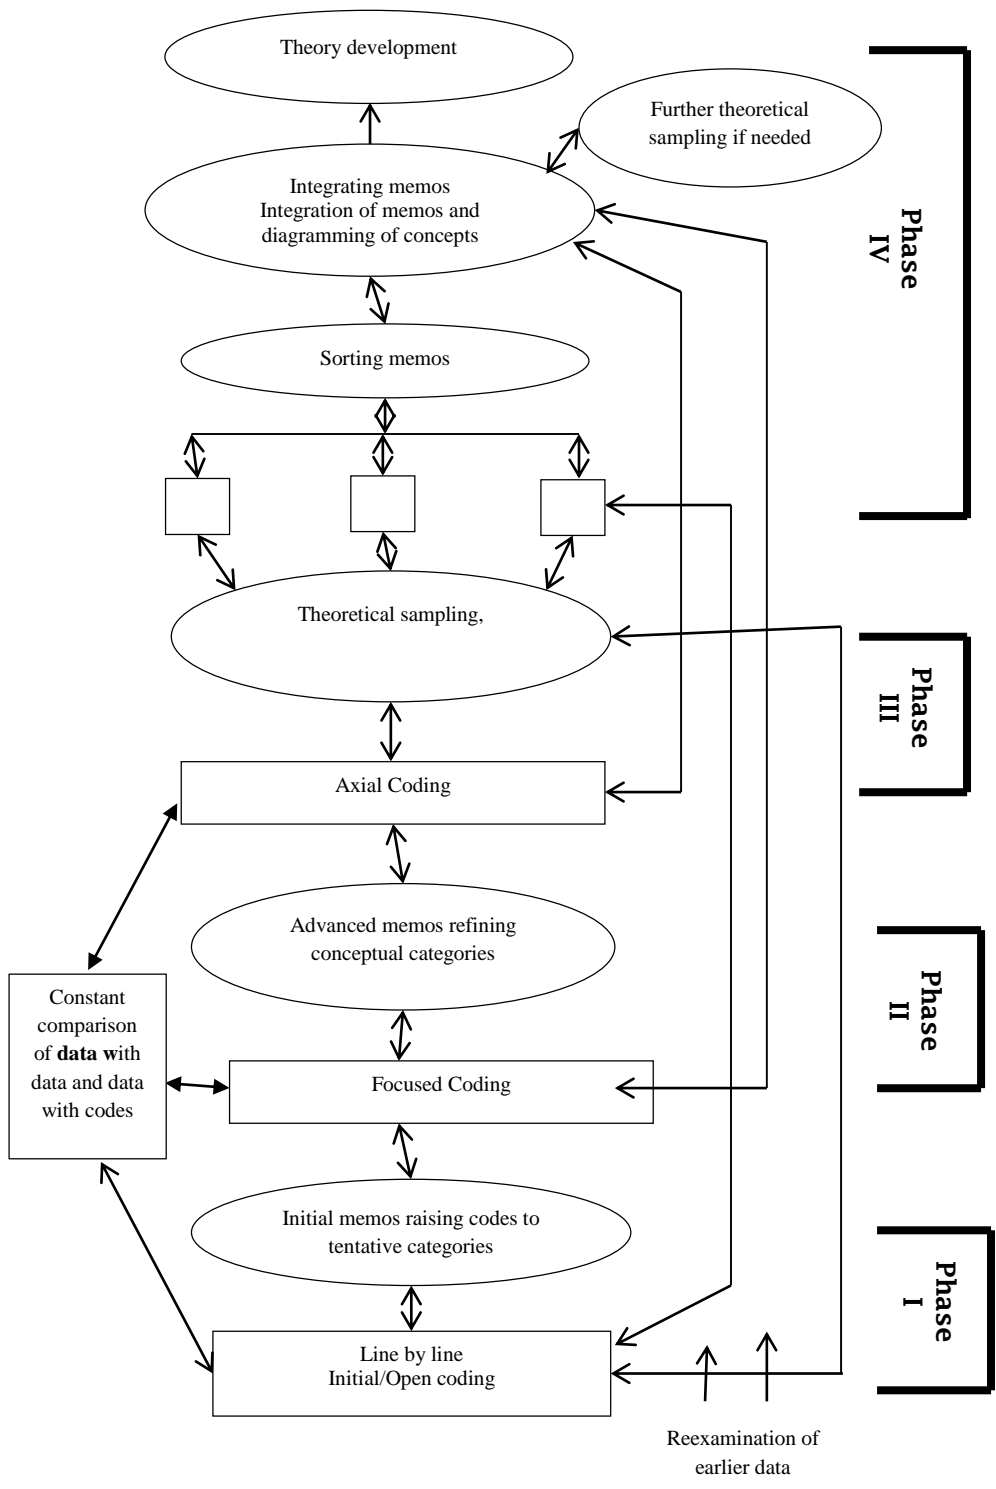 Theory development
Further theoretical
sampling if needed
Integrating memos
Integration of memos and
diagramming of concepts
Phase
IV
Sorting memos
Theoretical sampling,
Phase
III
Axial Coding
Advanced memos refining
conceptual categories
Phase
II
Constant
comparison
of data with
data and data
with codes
Focused Coding
Initial memos raising codes to
tentative categories
Phase
I
Line by line
Initial/Open coding
Reexamination of
earlier data